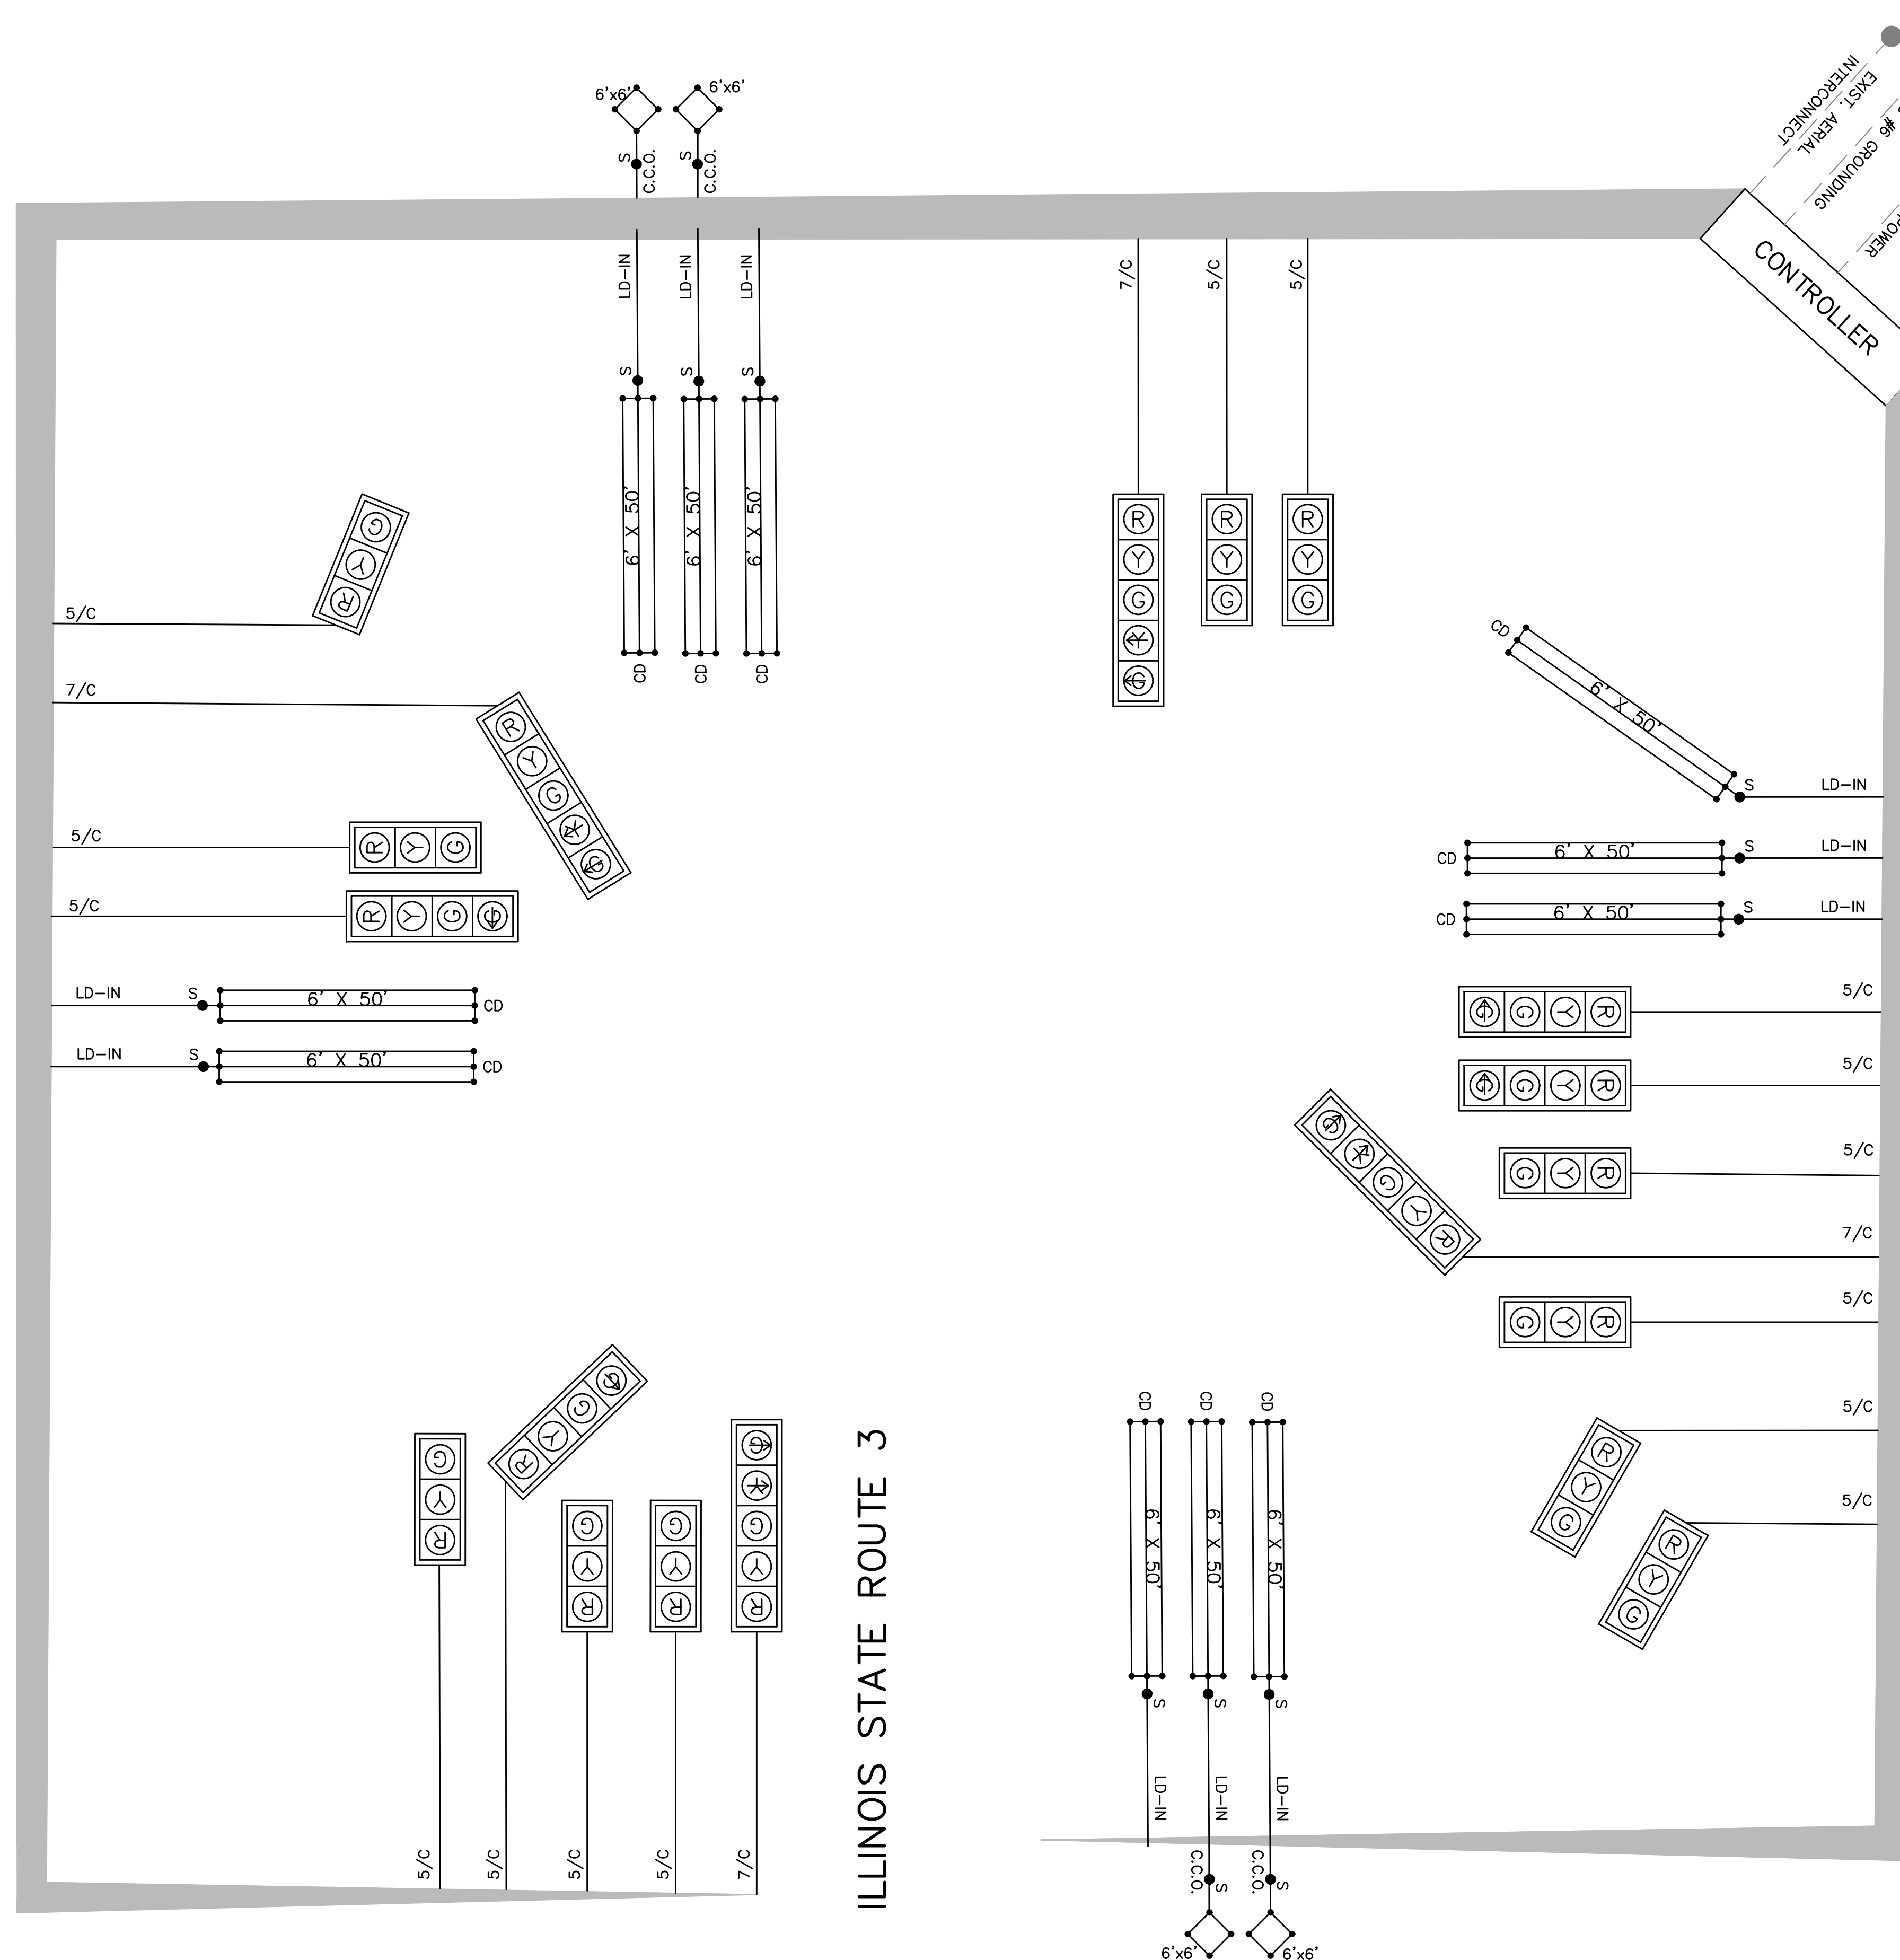 6'x6'
6'x6'
S
C.C.O.
S
C.C.O.
INTERCONNECT
EXIST. AERIAL
#6 GROUNDING
POWER
CONTROLLER
LD-IN
LD-IN
LD-IN
S
S
S
6' X 50'
6' X 50'
6' X 50'
CD
CD
CD
7/C
5/C
5/C
R
Y
G
Y
G
R
Y
G
R
Y
G
5/C
R
Y
G
7/C
R
Y
G
Y
G
5/C
R Y G
5/C
R Y G G
LD-IN
S
6' X 50'
CD
LD-IN
S
6' X 50'
CD
CD
6' X 50'
S
LD-IN
CD
6' X 50'
S
LD-IN
CD
6' X 50'
S
LD-IN
5/C
R Y G G
5/C
R Y G G
5/C
R Y G
7/C
R Y G Y G
5/C
R Y G
5/C
R
Y
G
5/C
R
Y
G
R
Y
G
5/C
R
Y
G
G
5/C
R
Y
G
5/C
R
Y
G
5/C
R
Y
G
Y
G
7/C
ILLINOIS STATE ROUTE 3
CD
CD
CD
6' X 50'
6' X 50'
6' X 50'
S
S
S
LD-IN
LD-IN
LD-IN
C.C.O.
S
C.C.O.
6'x6'
6'x6'